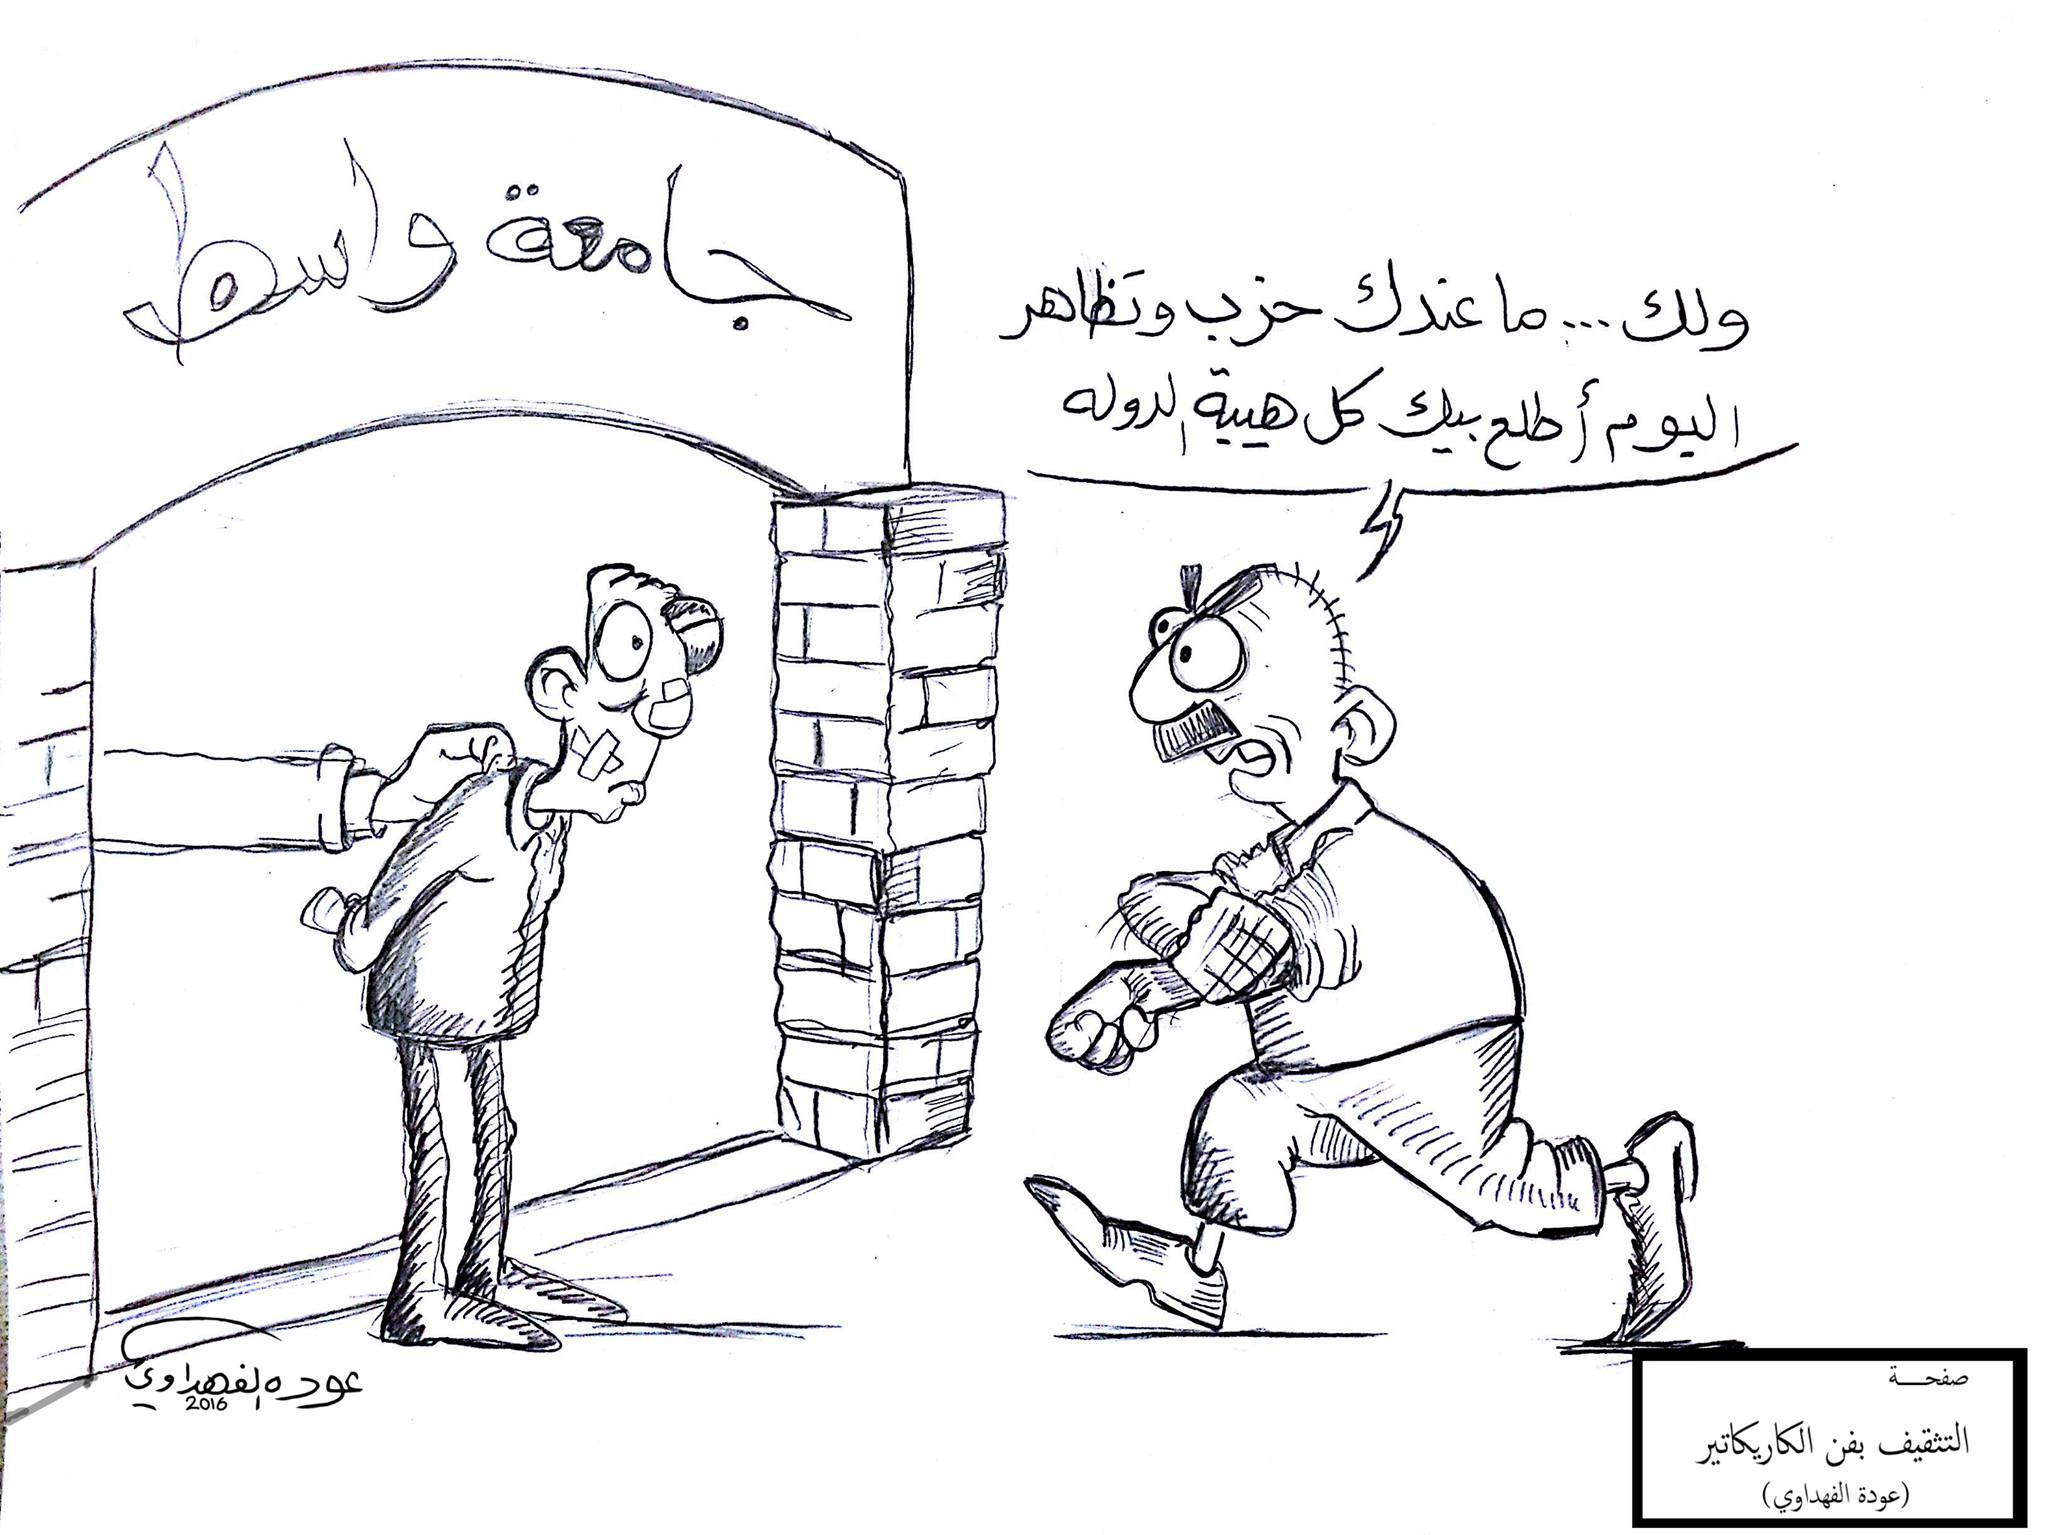 جامعة واسط
ولك... ما عندك حزب وتظاهر
اليوم أطلع بيك كل هيبة الدوله
عوده الفهداوي
2016
صفحـــة
التثقيف بفن الكاريكاتير
(عودة الفهداوي)